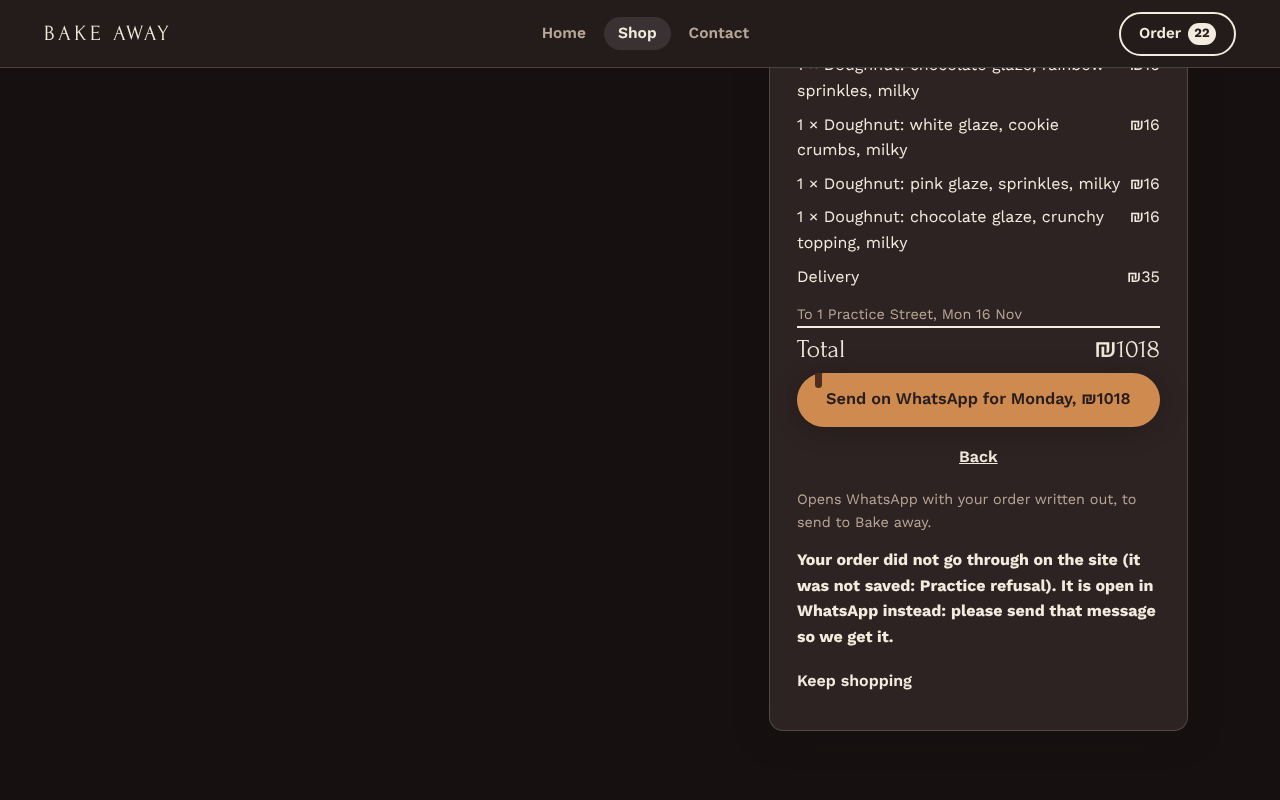 BAKE AWAY
Home
Shop
Contact
Order 22
sprinkles, milky
1 × Doughnut: white glaze, cookie ₪16
crumbs, milky
1 × Doughnut: pink glaze, sprinkles, milky ₪16
1 × Doughnut: chocolate glaze, crunchy ₪16
topping, milky
Delivery ₪35
To 1 Practice Street, Mon 16 Nov
Total ₪1018
Send on WhatsApp for Monday, ₪1018
Back
Opens WhatsApp with your order written out, to
send to Bake away.
Your order did not go through on the site (it
was not saved: Practice refusal). It is open in
WhatsApp instead: please send that message
so we get it.
Keep shopping